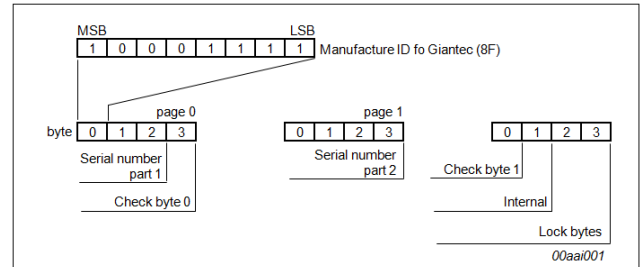 MSB LSB
1 0 0 0 1 1 1 1 Manufacture ID fo Giantec (8F)
page 0 page 1
byte 0 1 2 3 0 1 2 3 0 1 2 3
Serial number
part 1
Check byte 0
Serial number
part 2
Check byte 1
Internal
Lock bytes
00aai001